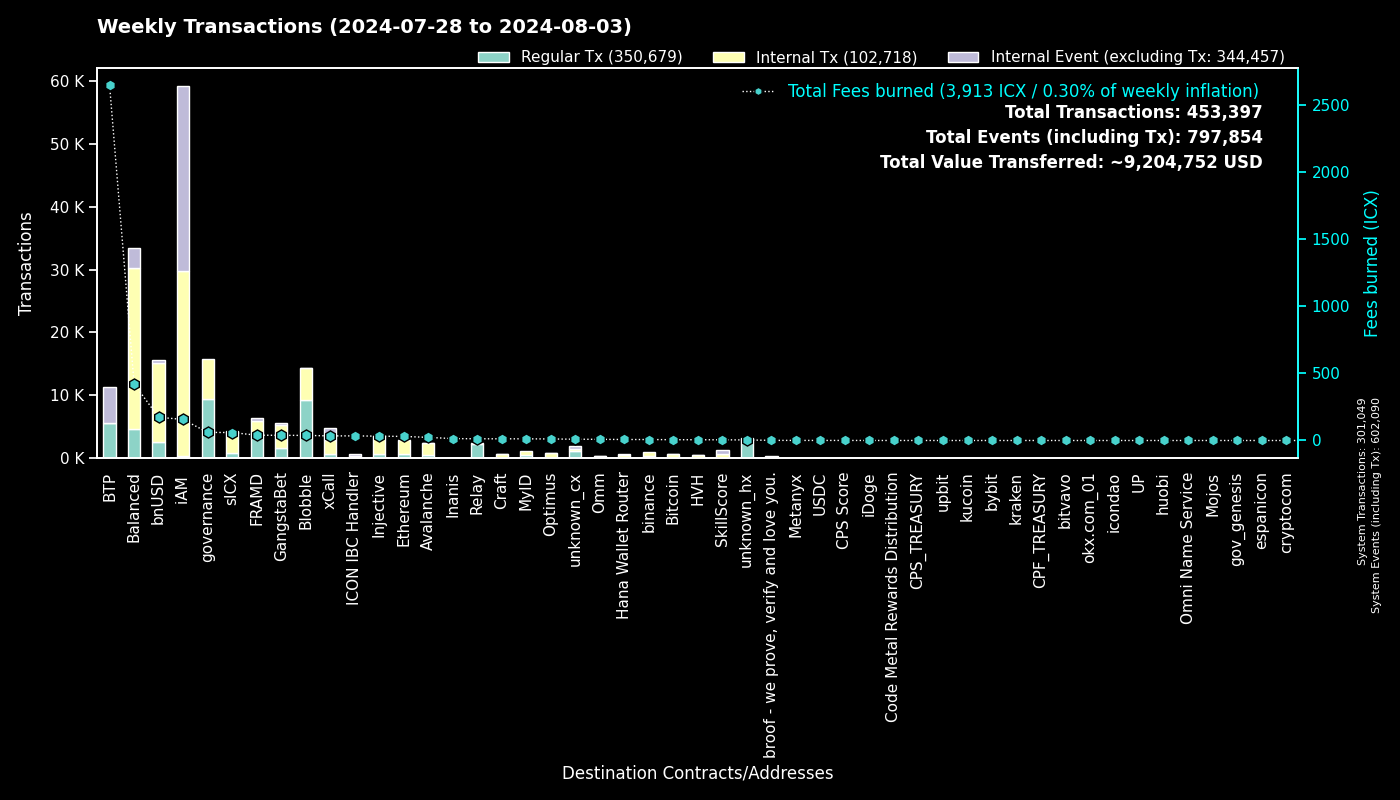 Weekly Transactions (2024-07-28 to 2024-08-03)
Regular Tx (350,679)
Internal Tx (102,718)
Internal Event (excluding Tx: 344,457)
Total Fees burned (3,913 ICX / 0.30% of weekly inflation)
Total Transactions: 453,397
Total Events (including Tx): 797,854
Total Value Transferred: ~9,204,752 USD
60 K
50 K
40 K
30 K
20 K
10 K
0 K
Transactions
2500
2000
1500
1000
500
0
Fees burned (ICX)
System Transactions: 301,049
System Events (including Tx): 602,090
BTP
Balanced
bnUSD
iAM
governance
sICX
FRAMD
GangstaBet
Blobble
xCall
ICON IBC Handler
Injective
Ethereum
Avalanche
Inanis
Relay
Craft
MyID
Optimus
unknown_cx
Omm
Hana Wallet Router
binance
Bitcoin
HVH
SkillScore
unknown_hx
broof - we prove, verify and love you.
Metanyx
USDC
CPS Score
iDoge
Code Metal Rewards Distribution
CPS_TREASURY
upbit
kucoin
bybit
kraken
CPF_TREASURY
bitvavo
okx.com_01
icondao
UP
huobi
Omni Name Service
Mojos
gov_genesis
espanicon
cryptocom
Destination Contracts/Addresses